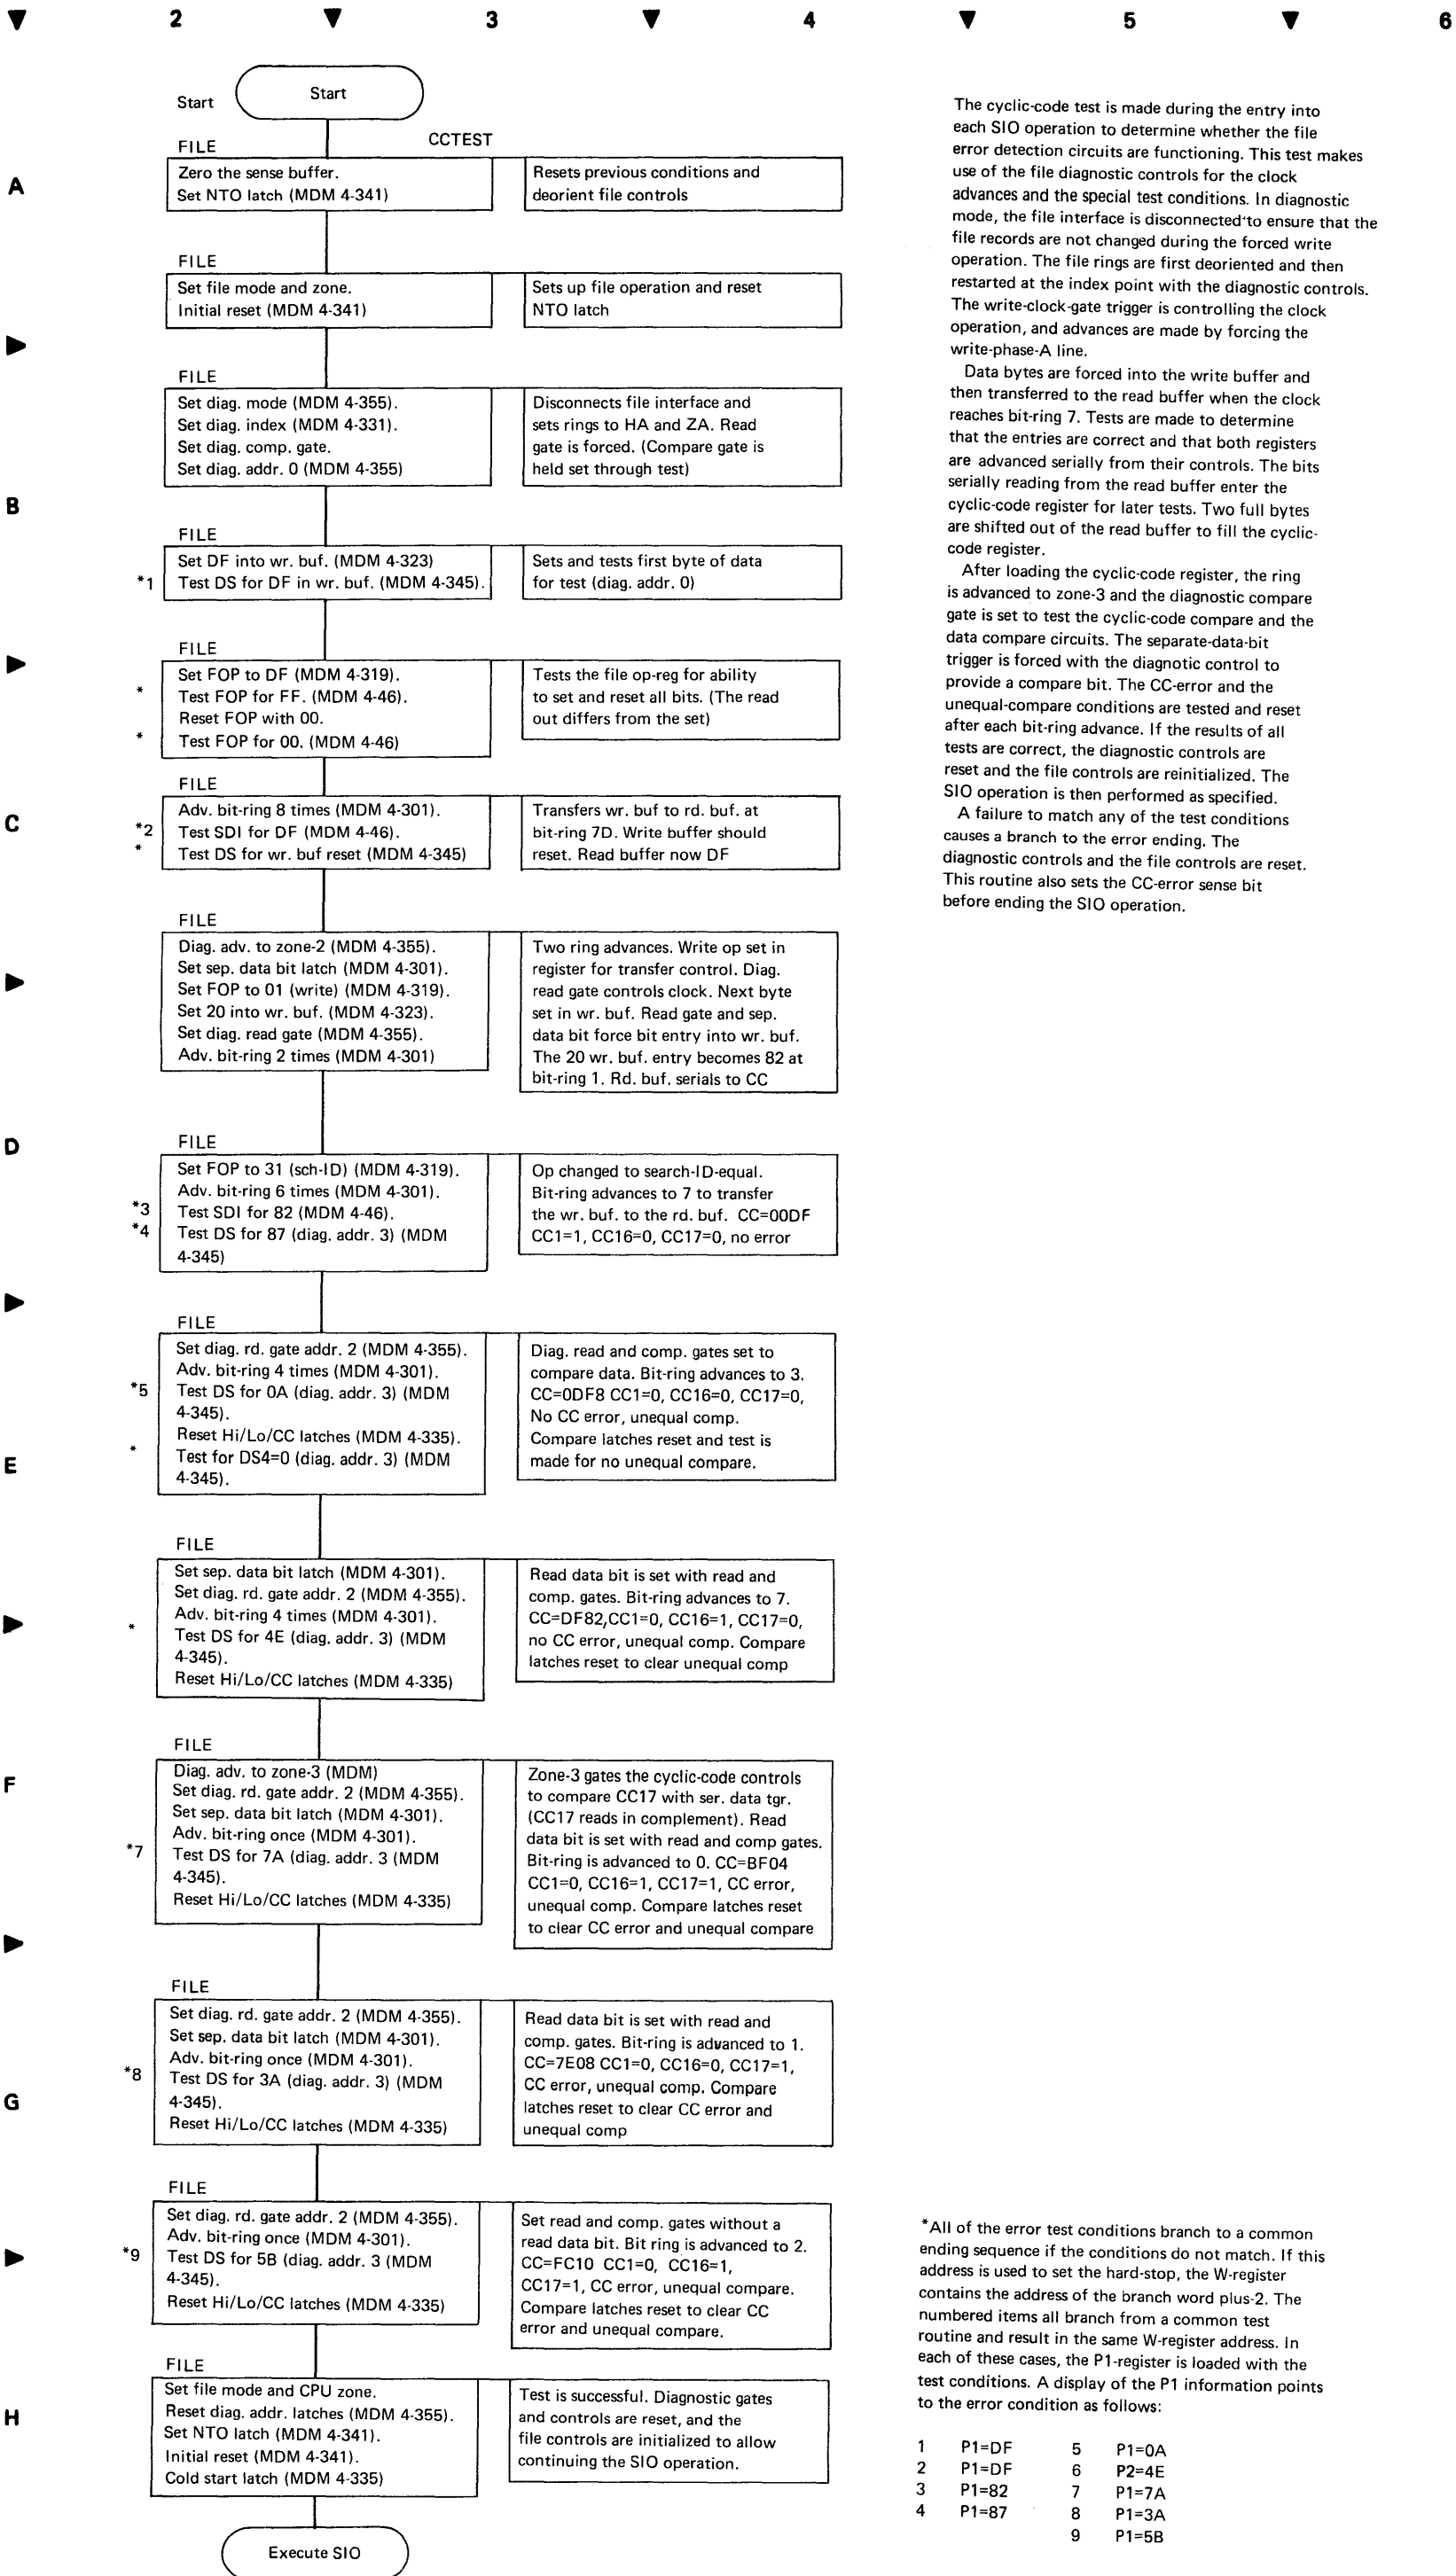 2 3 4 5 6
Start
Start
FILE
CCTEST
A
Zero the sense buffer.
Set NTO latch (MDM 4-341)
Resets previous conditions and
deorient file controls
FILE
Set file mode and zone.
Initial reset (MDM 4-341)
Sets up file operation and reset
NTO latch
FILE
Set diag. mode (MDM 4-355).
Set diag. index (MDM 4-331).
Set diag. comp. gate.
Set diag. addr. 0 (MDM 4-355)
Disconnects file interface and
sets rings to HA and ZA. Read
gate is forced. (Compare gate is
held set through test)
B
FILE
Set DF into wr. buf. (MDM 4-323)
*1 Test DS for DF in wr. buf. (MDM 4-345).
Sets and tests first byte of data
for test (diag. addr. 0)
FILE
Set FOP to DF (MDM 4-319).
* Test FOP for FF. (MDM 4-46).
Reset FOP with 00.
* Test FOP for 00. (MDM 4-46)
Tests the file op-reg for ability
to set and reset all bits. (The read
out differs from the set)
C
FILE
Adv. bit-ring 8 times (MDM 4-301).
*2 Test SDI for DF (MDM 4-46).
* Test DS for wr. buf reset (MDM 4-345)
Transfers wr. buf to rd. buf. at
bit-ring 7D. Write buffer should
reset. Read buffer now DF
FILE
Diag. adv. to zone-2 (MDM 4-355).
Set sep. data bit latch (MDM 4-301).
Set FOP to 01 (write) (MDM 4-319).
Set 20 into wr. buf. (MDM 4-323).
Set diag. read gate (MDM 4-355).
Adv. bit-ring 2 times (MDM 4-301)
Two ring advances. Write op set in
register for transfer control. Diag.
read gate controls clock. Next byte
set in wr. buf. Read gate and sep.
data bit force bit entry into wr. buf.
The 20 wr. buf. entry becomes 82 at
bit-ring 1. Rd. buf. serials to CC
D
FILE
Set FOP to 31 (sch-ID) (MDM 4-319).
Adv. bit-ring 6 times (MDM 4-301).
*3 Test SDI for 82 (MDM 4-46).
*4 Test DS for 87 (diag. addr. 3) (MDM
4-345)
Op changed to search-ID-equal.
Bit-ring advances to 7 to transfer
the wr. buf. to the rd. buf. CC=00DF
CC1=1, CC16=0, CC17=0, no error
FILE
Set diag. rd. gate addr. 2 (MDM 4-355).
Adv. bit-ring 4 times (MDM 4-301).
*5 Test DS for 0A (diag. addr. 3) (MDM
4-345).
Reset Hi/Lo/CC latches (MDM 4-335).
* Test for DS4=0 (diag. addr. 3) (MDM
4-345).
Diag. read and comp. gates set to
compare data. Bit-ring advances to 3.
CC=0DF8 CC1=0, CC16=0, CC17=0,
No CC error, unequal comp.
Compare latches reset and test is
made for no unequal compare.
E
FILE
Set sep. data bit latch (MDM 4-301).
Set diag. rd. gate addr. 2 (MDM 4-355).
Adv. bit-ring 4 times (MDM 4-301).
* Test DS for 4E (diag. addr. 3) (MDM
4-345).
Reset Hi/Lo/CC latches (MDM 4-335)
Read data bit is set with read and
comp. gates. Bit-ring advances to 7.
CC=DF82,CC1=0, CC16=1, CC17=0,
no CC error, unequal comp. Compare
latches reset to clear unequal comp
F
FILE
Diag. adv. to zone-3 (MDM)
Set diag. rd. gate addr. 2 (MDM 4-355).
Set sep. data bit latch (MDM 4-301).
Adv. bit-ring once (MDM 4-301).
*7 Test DS for 7A (diag. addr. 3 (MDM
4-345).
Reset Hi/Lo/CC latches (MDM 4-335)
Zone-3 gates the cyclic-code controls
to compare CC17 with ser. data tgr.
(CC17 reads in complement). Read
data bit is set with read and comp gates.
Bit-ring is advanced to 0. CC=BF04
CC1=0, CC16=1, CC17=1, CC error,
unequal comp. Compare latches reset
to clear CC error and unequal compare
G
FILE
Set diag. rd. gate addr. 2 (MDM 4-355).
Set sep. data bit latch (MDM 4-301).
Adv. bit-ring once (MDM 4-301).
*8 Test DS for 3A (diag. addr. 3) (MDM
4-345).
Reset Hi/Lo/CC latches (MDM 4-335)
Read data bit is set with read and
comp. gates. Bit-ring is advanced to 1.
CC=7E08 CC1=0, CC16=0, CC17=1,
CC error, unequal comp. Compare
latches reset to clear CC error and
unequal comp
FILE
Set diag. rd. gate addr. 2 (MDM 4-355).
Adv. bit-ring once (MDM 4-301).
*9 Test DS for 5B (diag. addr. 3 (MDM
4-345).
Reset Hi/Lo/CC latches (MDM 4-335)
Set read and comp. gates without a
read data bit. Bit ring is advanced to 2.
CC=FC10 CC1=0, CC16=1,
CC17=1, CC error, unequal compare.
Compare latches reset to clear CC
error and unequal compare.
H
FILE
Set file mode and CPU zone.
Reset diag. addr. latches (MDM 4-355).
Set NTO latch (MDM 4-341).
Initial reset (MDM 4-341).
Cold start latch (MDM 4-335)
Test is successful. Diagnostic gates
and controls are reset, and the
file controls are initialized to allow
continuing the SIO operation.
Execute SIO
The cyclic-code test is made during the entry into
each SIO operation to determine whether the file
error detection circuits are functioning. This test makes
use of the file diagnostic controls for the clock
advances and the special test conditions. In diagnostic
mode, the file interface is disconnected to ensure that the
file records are not changed during the forced write
operation. The file rings are first deoriented and then
restarted at the index point with the diagnostic controls.
The write-clock-gate trigger is controlling the clock
operation, and advances are made by forcing the
write-phase-A line.
Data bytes are forced into the write buffer and
then transferred to the read buffer when the clock
reaches bit-ring 7. Tests are made to determine
that the entries are correct and that both registers
are advanced serially from their controls. The bits
serially reading from the read buffer enter the
cyclic-code register for later tests. Two full bytes
are shifted out of the read buffer to fill the cyclic-
code register.
After loading the cyclic-code register, the ring
is advanced to zone-3 and the diagnostic compare
gate is set to test the cyclic-code compare and the
data compare circuits. The separate-data-bit
trigger is forced with the diagnotic control to
provide a compare bit. The CC-error and the
unequal-compare conditions are tested and reset
after each bit-ring advance. If the results of all
tests are correct, the diagnostic controls are
reset and the file controls are reinitialized. The
SIO operation is then performed as specified.
A failure to match any of the test conditions
causes a branch to the error ending. The
diagnostic controls and the file controls are reset.
This routine also sets the CC-error sense bit
before ending the SIO operation.
*All of the error test conditions branch to a common
ending sequence if the conditions do not match. If this
address is used to set the hard-stop, the W-register
contains the address of the branch word plus-2. The
numbered items all branch from a common test
routine and result in the same W-register address. In
each of these cases, the P1-register is loaded with the
test conditions. A display of the P1 information points
to the error condition as follows:
1 P1=DF 5 P1=0A
2 P1=DF 6 P2=4E
3 P1=82 7 P1=7A
4 P1=87 8 P1=3A
9 P1=5B